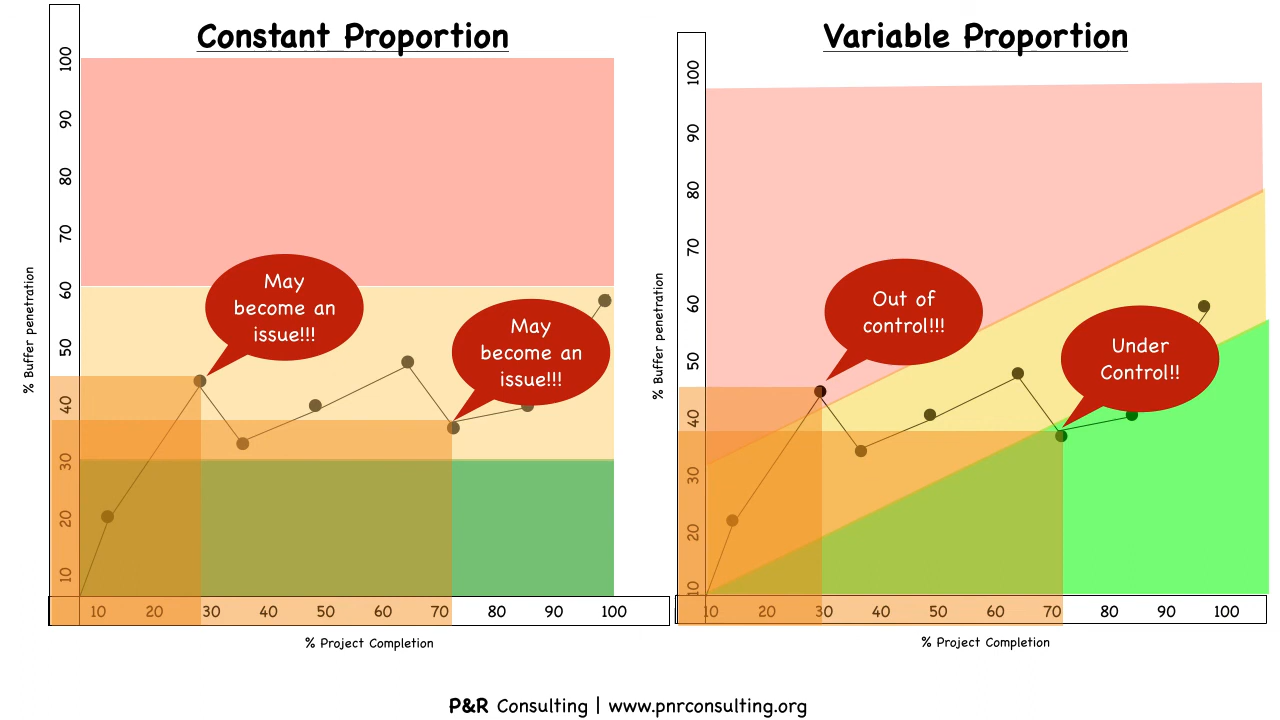 Constant Proportion
Variable Proportion
100
90
80
70
60
50
40
30
20
10
% Buffer penetration
May
become an
issue!!!
May
become an
issue!!!
10 20 30 40 50 60 70 80 90 100
% Project Completion
100
90
80
70
60
50
40
30
20
10
% Buffer penetration
Out of
control!!!
Under
Control!!
10 20 30 40 50 60 70 80 90 100
% Project Completion
P&R Consulting | www.pnrconsulting.org